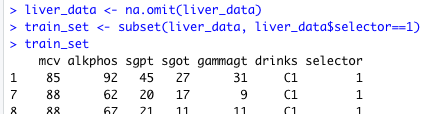 > liver_data <- na.omit(liver_data)
> train_set <- subset(liver_data, liver_data$selector==1)
> train_set
mcv alkphos sgpt sgot gammagt drinks selector
1 85 92 45 27 31 C1 1
7 88 62 20 17 9 C1 1
8 88 67 21 11 11 C1 1